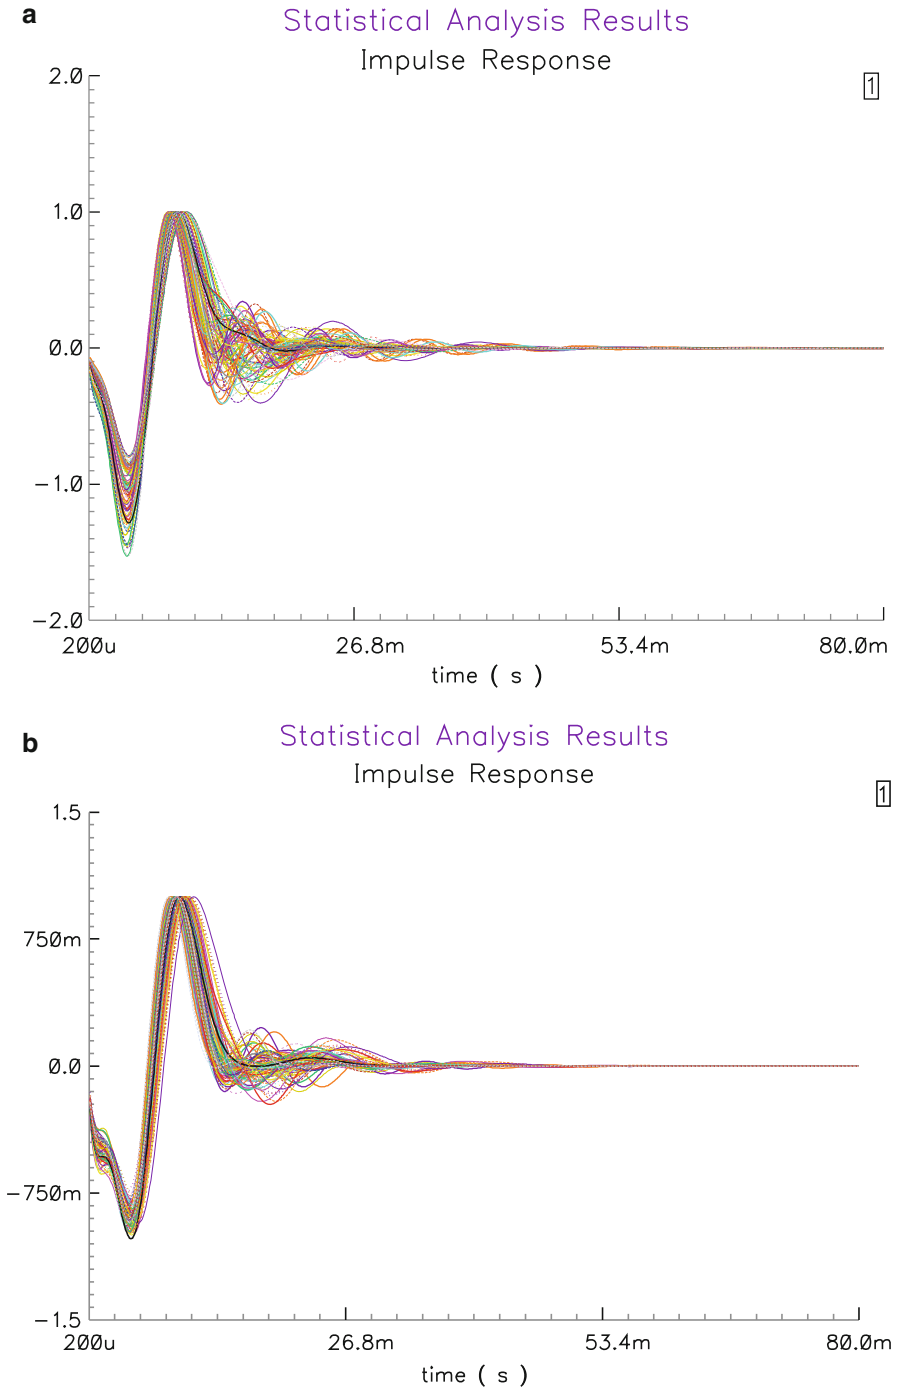 a
Statistical Analysis Results
Impulse Response
1
2.0
1.0
0.0
−1.0
−2.0
200u 26.8m 53.4m 80.0m
time ( s )
b
Statistical Analysis Results
Impulse Response
1
1.5
750m
0.0
−750m
−1.5
200u 26.8m 53.4m 80.0m
time ( s )